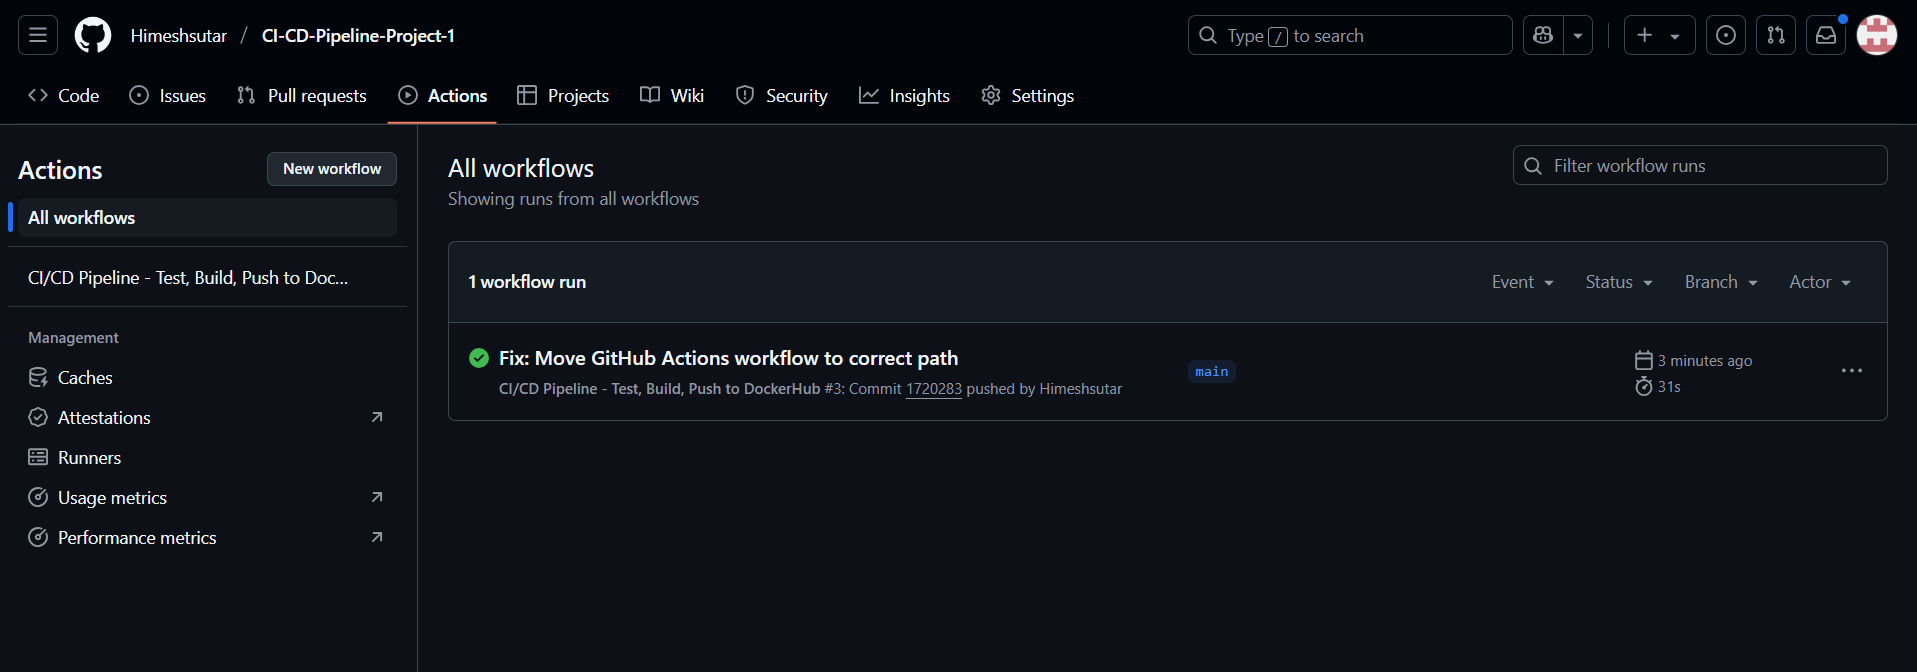 Himeshsutar / CI-CD-Pipeline-Project-1
Type / to search
Code
Issues
Pull requests
Actions
Projects
Wiki
Security
Insights
Settings
Actions
New workflow
All workflows
CI/CD Pipeline - Test, Build, Push to Doc...
Management
Caches
Attestations
Runners
Usage metrics
Performance metrics
All workflows
Showing runs from all workflows
Filter workflow runs
1 workflow run
Event
Status
Branch
Actor
Fix: Move GitHub Actions workflow to correct path
CI/CD Pipeline - Test, Build, Push to DockerHub #3: Commit 1720283 pushed by Himeshsutar
main
3 minutes ago
31s